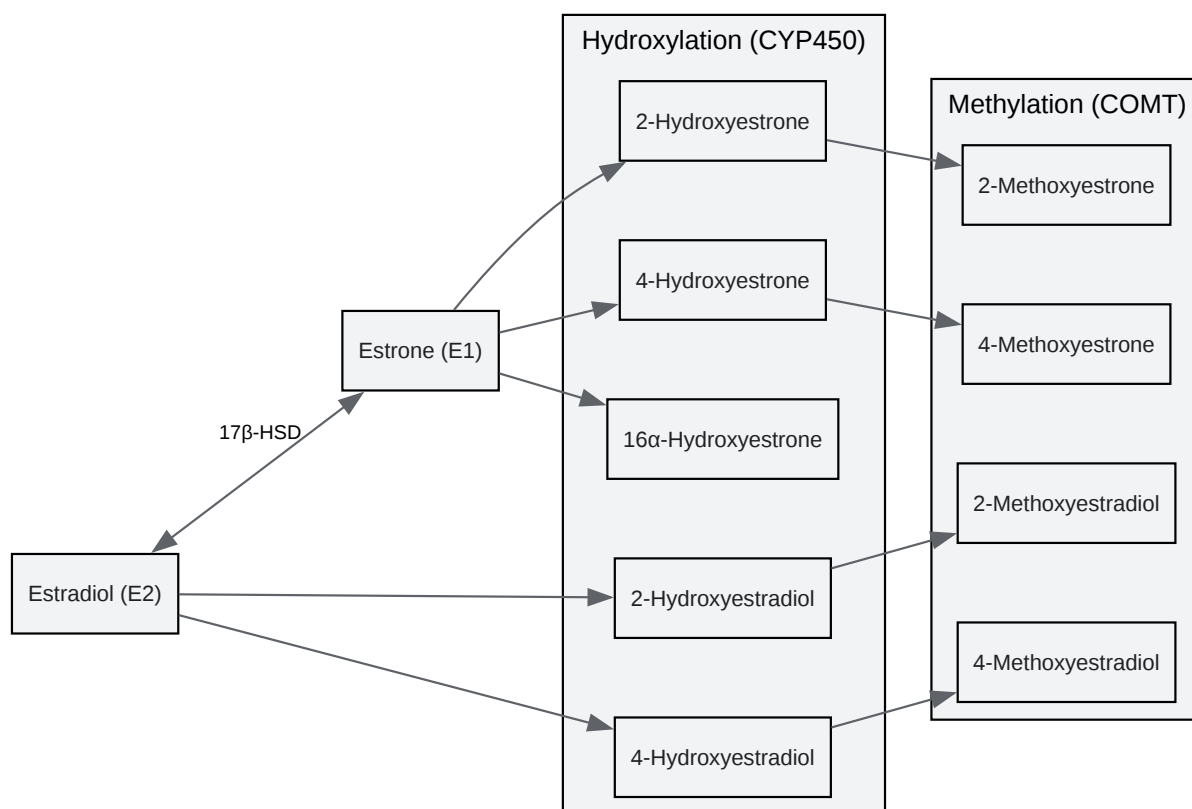 Hydroxylation (CYP450)
2-Hydroxyestrone
4-Hydroxyestrone
16α-Hydroxyestrone
2-Hydroxyestradiol
4-Hydroxyestradiol
Methylation (COMT)
2-Methoxyestrone
4-Methoxyestrone
2-Methoxyestradiol
4-Methoxyestradiol
Estrone (E1)
17β-HSD
Estradiol (E2)